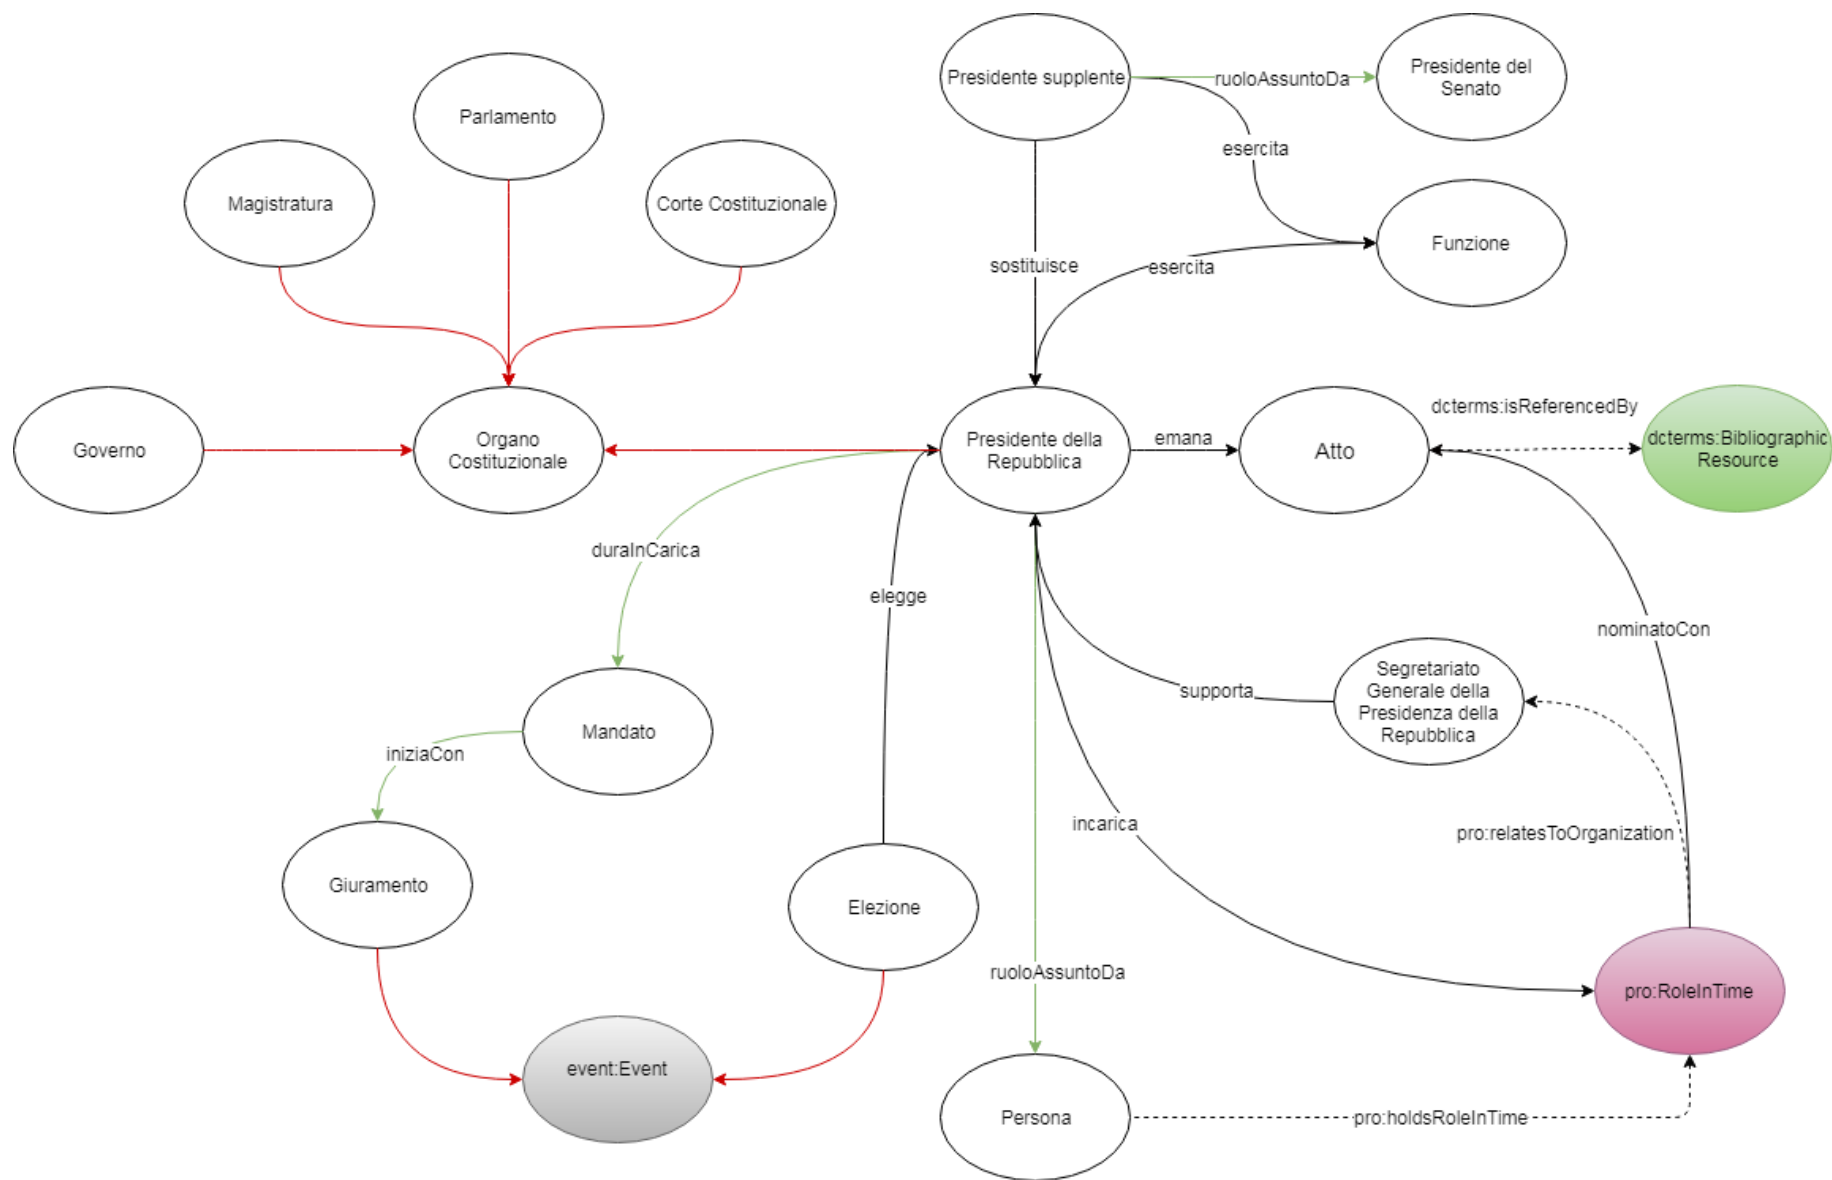 Presidente supplente
ruoloAssuntoDa
Presidente del
Senato
Parlamento
esercita
Magistratura
Corte Costituzionale
Funzione
sostituisce
esercita
Governo
Organo
Costituzionale
Presidente della
Repubblica
emana
Atto
dcterms:isReferencedBy
dcterms:Bibliographic
Resource
duraInCarica
elegge
nominatoCon
Segretariato
Generale della
Presidenza della
Repubblica
supporta
Mandato
iniziaCon
incarica
pro:relatesToOrganization
Giuramento
Elezione
ruoloAssuntoDa
pro:RoleInTime
event:Event
Persona
pro:holdsRoleInTime